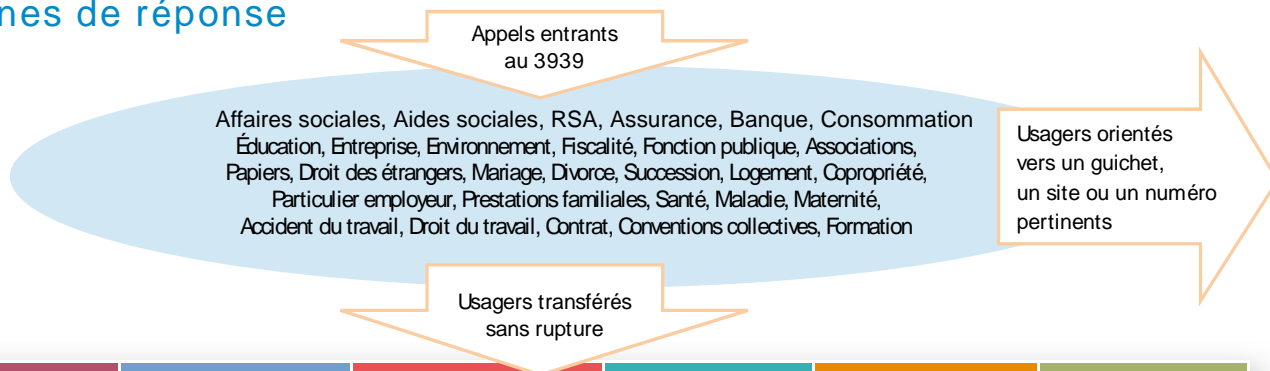 nes de réponse
Appels entrants
au 3939
Affaires sociales, Aides sociales, RSA, Assurance, Banque, Consommation
Éducation, Entreprise, Environnement, Fiscalité, Fonction publique, Associations,
Papiers, Droit des étrangers, Mariage, Divorce, Succession, Logement, Copropriété,
Particulier employeur, Prestations familiales, Santé, Maladie, Maternité,
Accident du travail, Droit du travail, Contrat, Conventions collectives, Formation
Usagers orientés
vers un guichet,
un site ou un numéro
pertinents
Usagers transférés
sans rupture